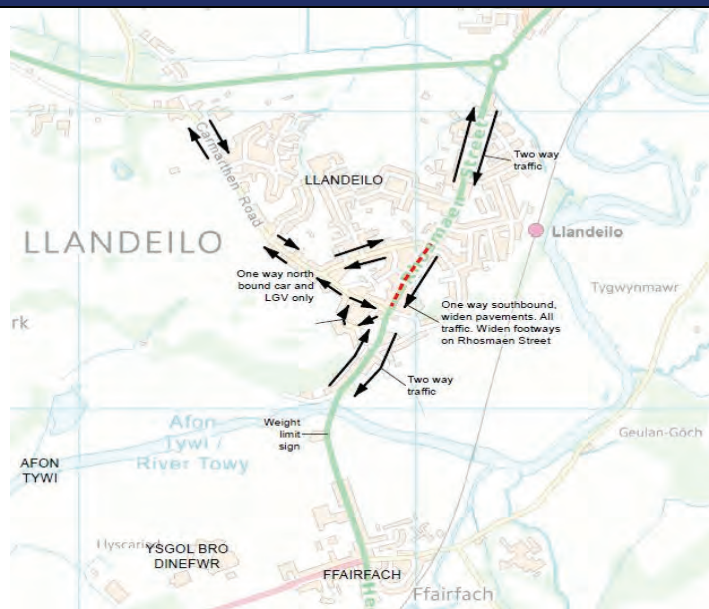 Carmarthen Road
LLANDEILO
Street
Two way
traffic
LLANDEILO
Llandeilo
One way north
bound car and
LGV only
One way southbound,
widen pavements. All
traffic. Widen footways
on Rhosmaen Street
Tygwynmawr
rk
Two way
traffic
Afon
Tywi /
River Towy
Weight
limit
sign
Geulan-Gôch
AFON
TYWI
YSGOL BRO
DINEFWR
FFAIRFACH
Ffairfach